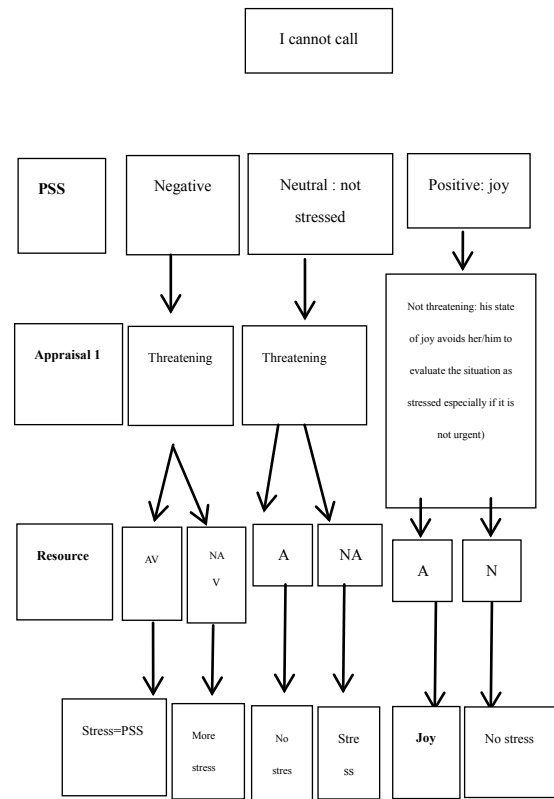 I cannot call
PSS
Negative
Neutral : not
stressed
Positive: joy
Appraisal 1
Threatening
Threatening
Not threatening: his state
of joy avoids her/him to
evaluate the situation as
stressed especially if it is
not urgent)
Resource
AV
NA
V
A
NA
A
N
Stress=PSS
More
stress
No
stres
Stre
ss
Joy
No stress